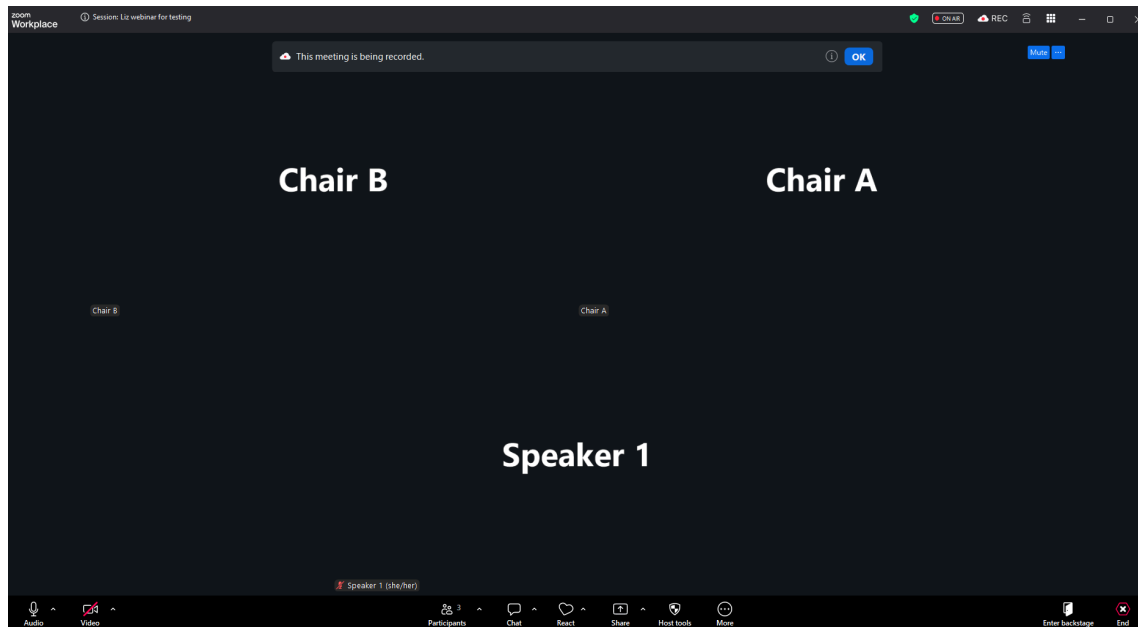 zoom
Workplace
Session: Liz webinar for testing
ON AIR
REC
This meeting is being recorded.
OK
Mute
Chair B
Chair A
Chair B
Chair A
Speaker 1
Speaker 1 (she/her)
Audio
Video
3
Participants
Chat
React
Share
Host tools
More
Enter backstage
End